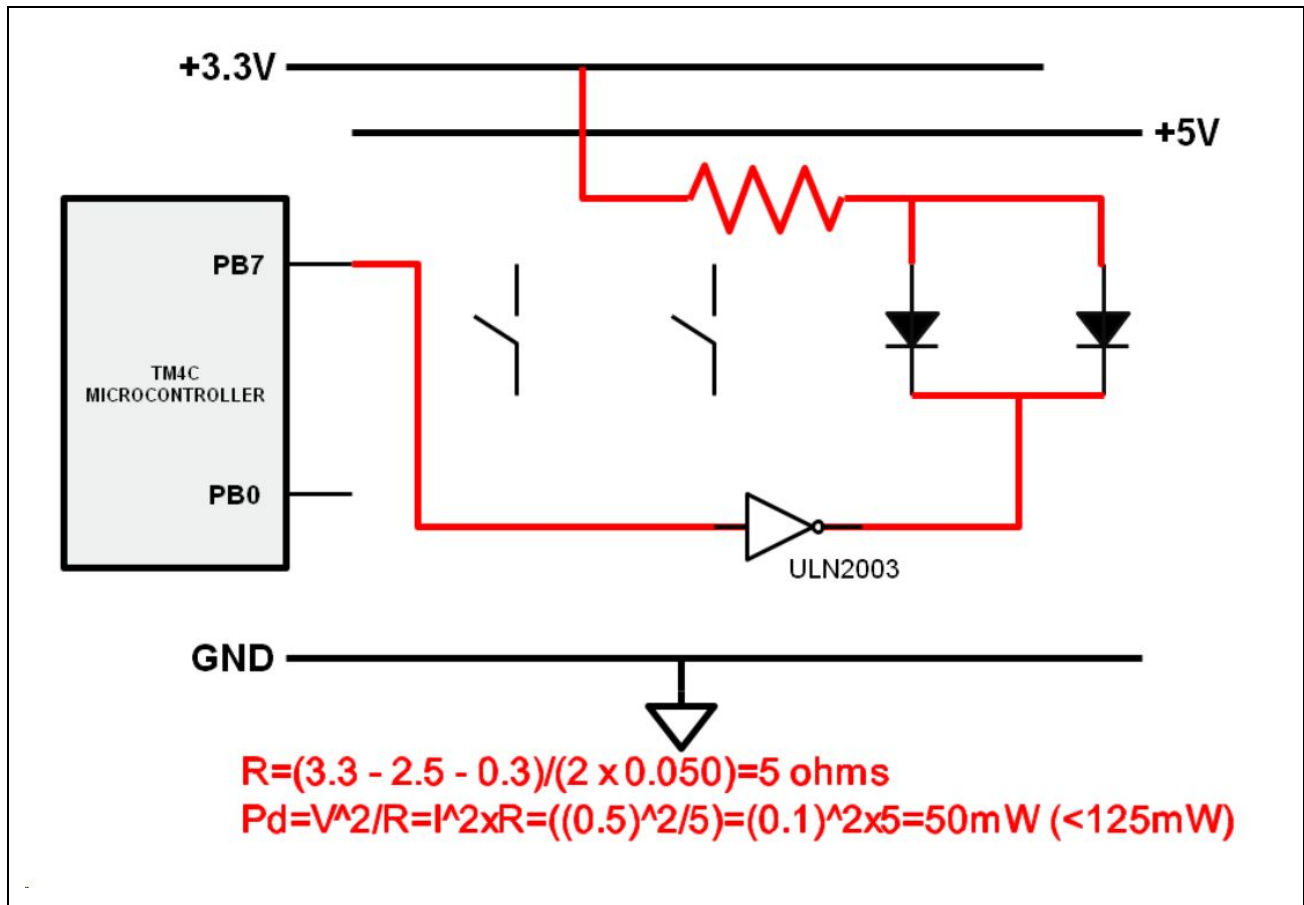 +3.3V
+5V
PB7
TM4C
MICROCONTROLLER
PB0
ULN2003
GND
R=(3.3 - 2.5 - 0.3)/(2 x 0.050)=5 ohms
Pd=V^2/R=I^2xR=((0.5)^2/5)=(0.1)^2x5=50mW (<125mW)